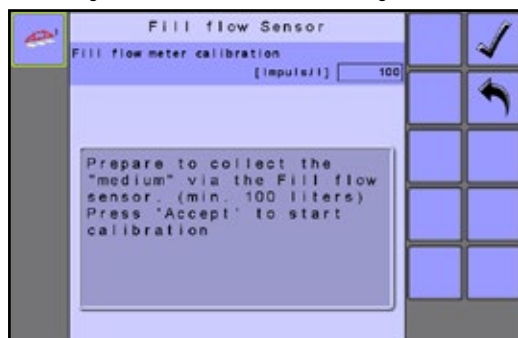 Fill flow Sensor
Fill flow meter calibration
[Impuls/l] 100
Prepare to collect the
"medium" via the Fill flow
sensor. (min. 100 liters)
Press "Accept" to start
calibration